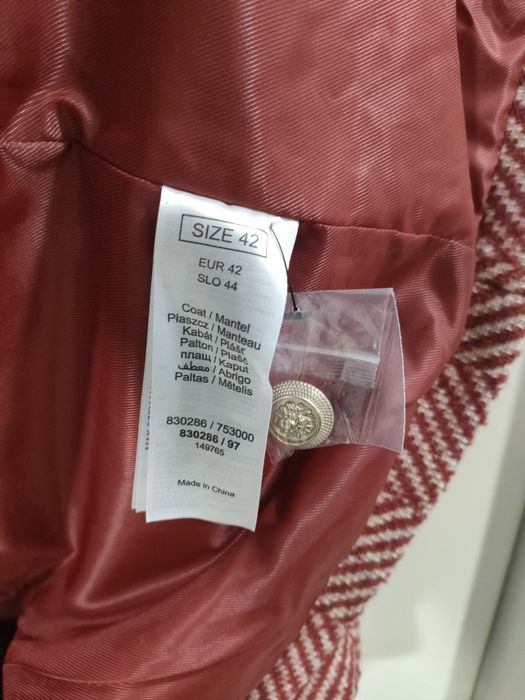 SIZE 42
EUR 42
SLO 44
Coat / Mantel
Płaszcz / Manteau
Kabát / Plášť
Palton / Plašč
плащ / Kaput
معطف / Abrigo
Paltas / Mētelis
830286 / 753000
830286 / 97
149765
Made in China